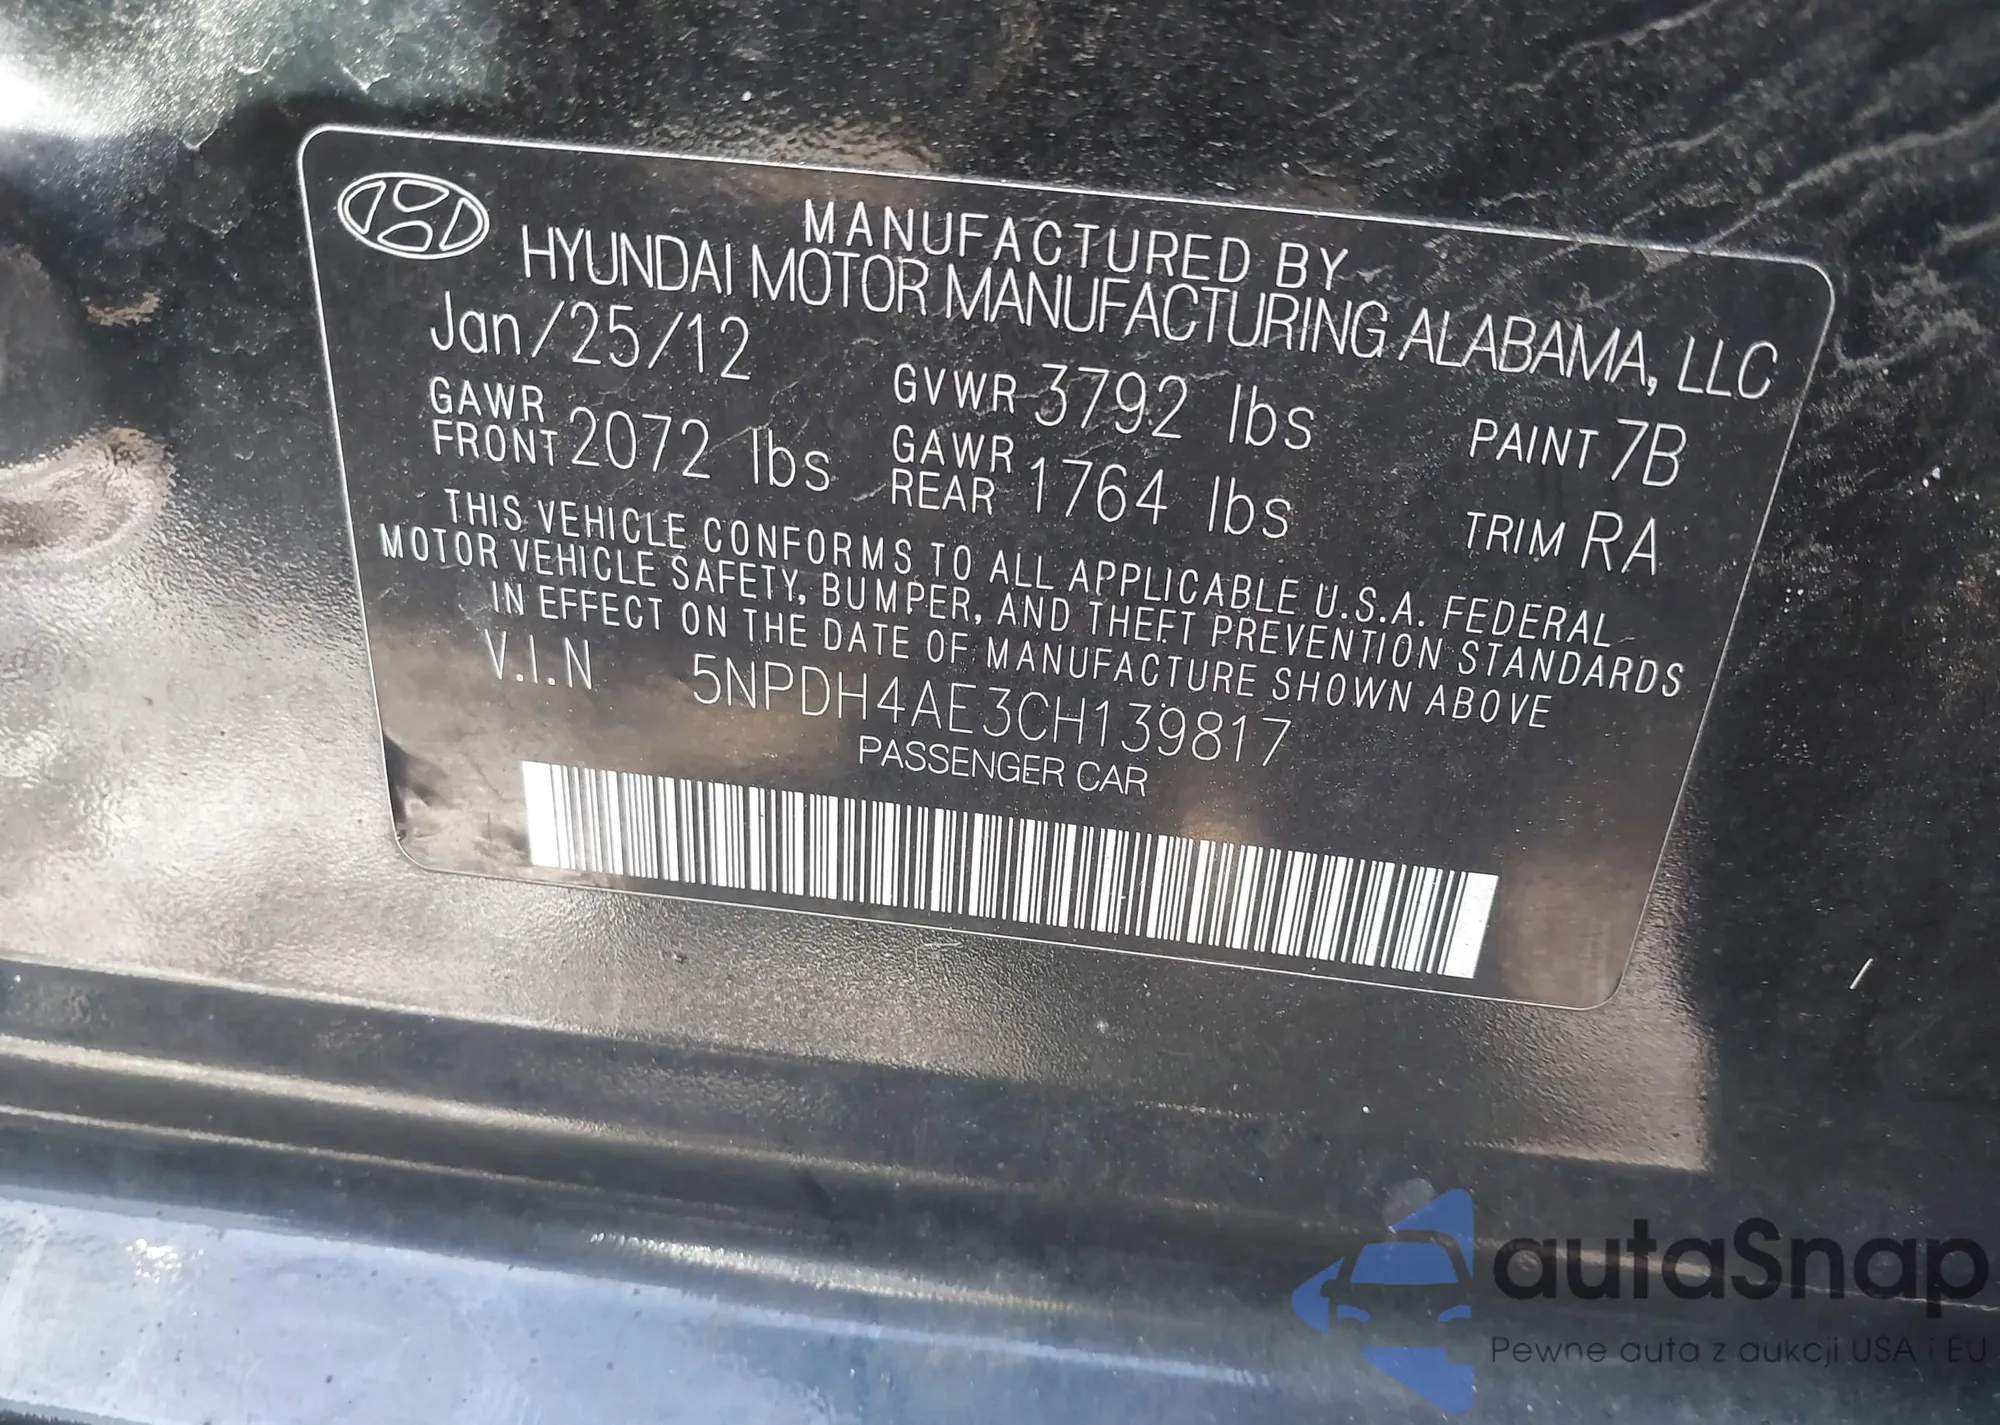 MANUFACTURED BY
HYUNDAI MOTOR MANUFACTURING ALABAMA, LLC
Jan/25/12 GVWR 3792 lbs PAINT 7B
GAWR FRONT 2072 lbs GAWR REAR 1764 lbs TRIM RA
THIS VEHICLE CONFORMS TO ALL APPLICABLE U.S.A. FEDERAL
MOTOR VEHICLE SAFETY, BUMPER, AND THEFT PREVENTION STANDARDS
IN EFFECT ON THE DATE OF MANUFACTURE SHOWN ABOVE
V.I.N 5NPDH4AE3CH139817
PASSENGER CAR
autaSnap
Pewne auta z aukcji USA i EU